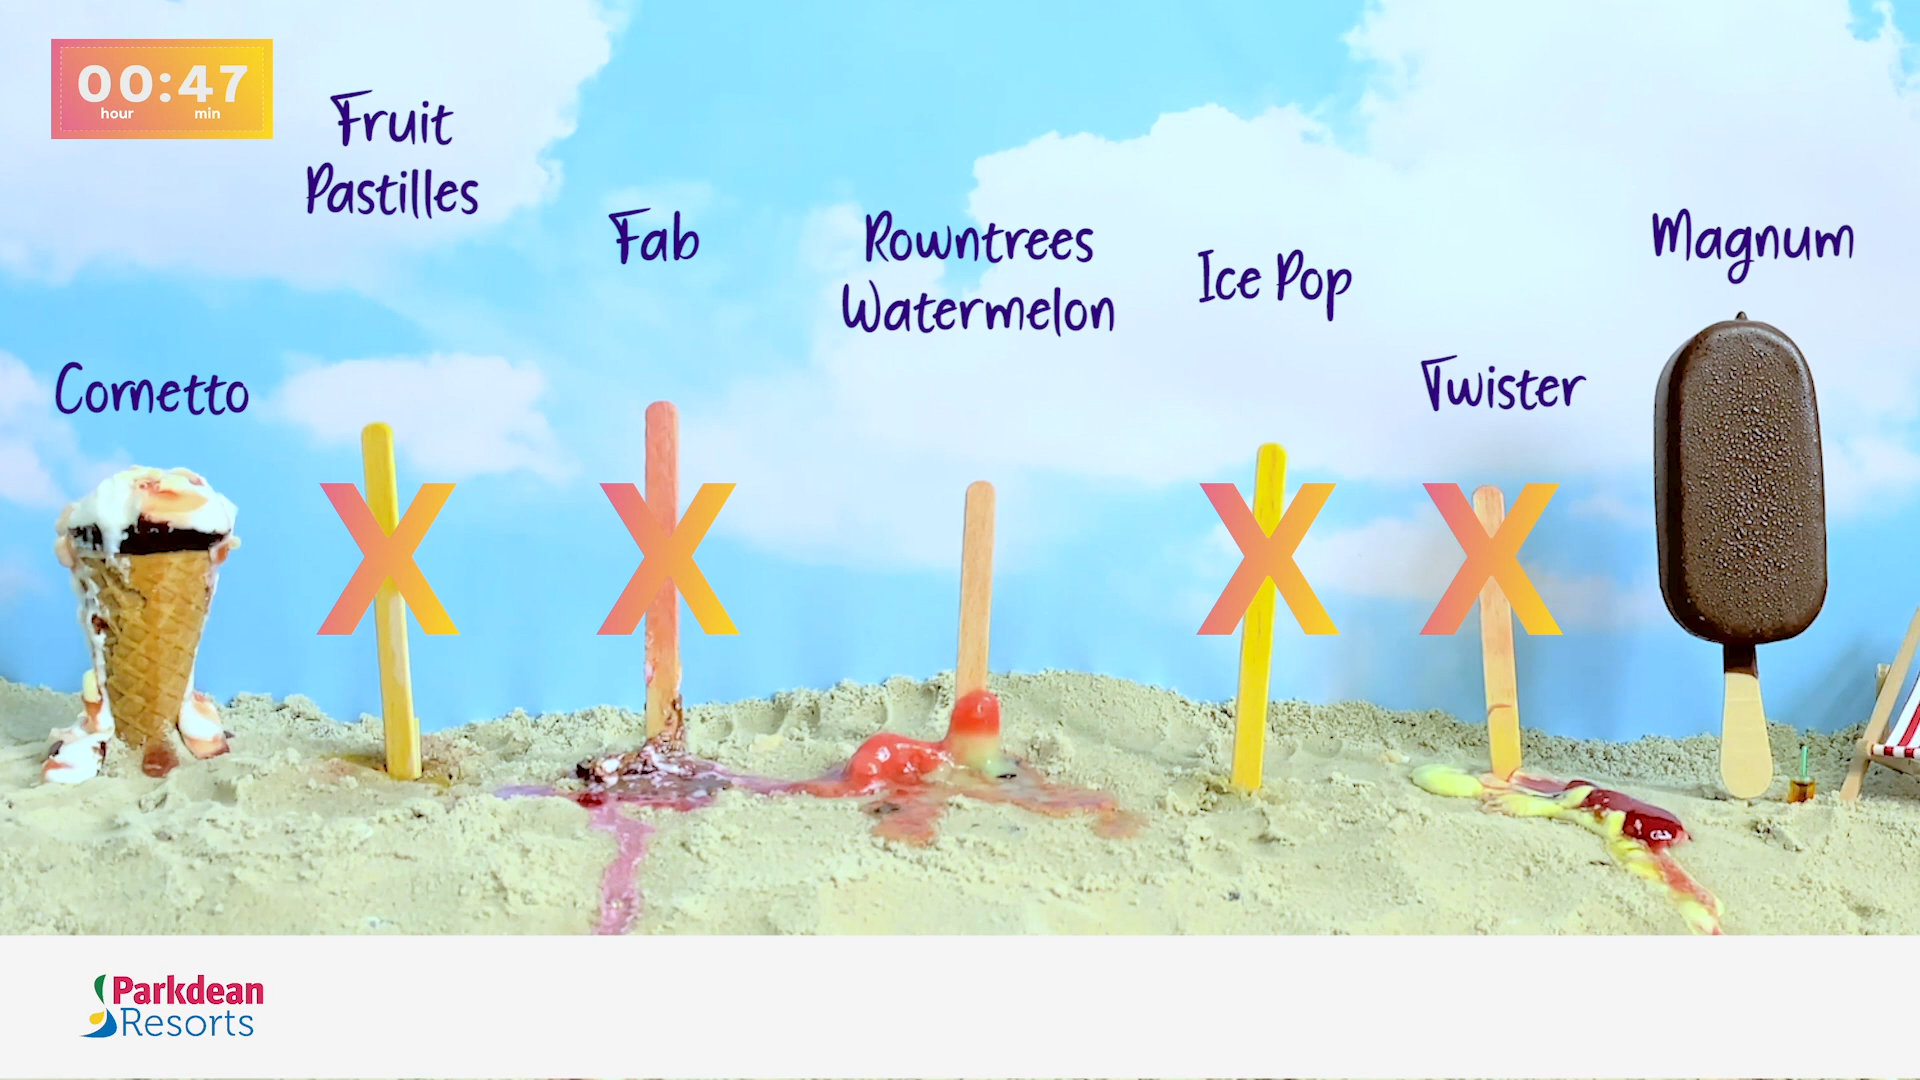 00:47
hour min
Fruit
Pastilles
Fab
Rowntrees
Watermelon
Ice Pop
Magnum
Twister
Cornetto
X X X X
Parkdean
Resorts